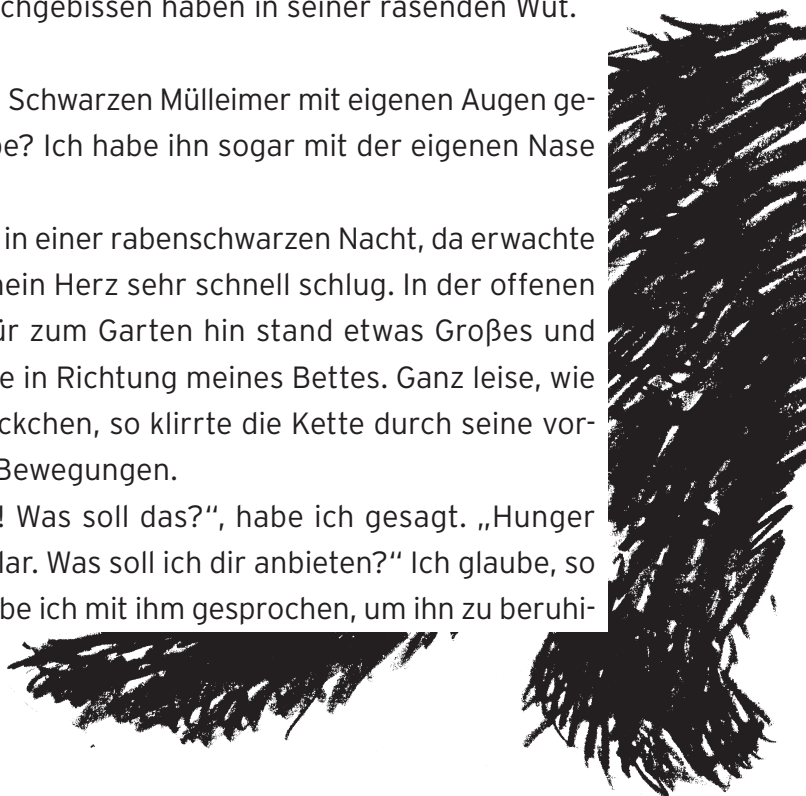 chgebissen haben in seiner rasenden Wut.
Schwarzen Mülleimer mit eigenen Augen ge-
be? Ich habe ihn sogar mit der eigenen Nase
in einer rabenschwarzen Nacht, da erwachte
ein Herz sehr schnell schlug. In der offenen
ür zum Garten hin stand etwas Großes und
e in Richtung meines Bettes. Ganz leise, wie
ckchen, so klirrte die Kette durch seine vor-
Bewegungen.
! Was soll das?“, habe ich gesagt. „Hunger
lar. Was soll ich dir anbieten?“ Ich glaube, so
be ich mit ihm gesprochen, um ihn zu beruhi-